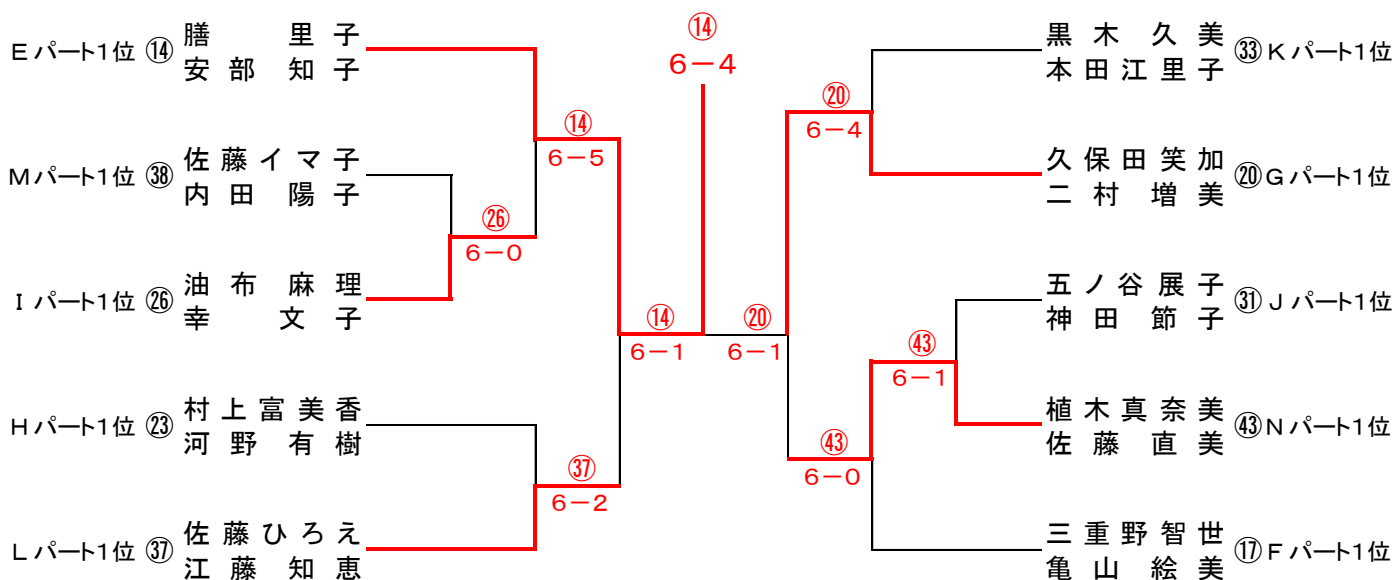 Eパート1位 ⑭ 膳里子
安部知子
Mパート1位 ㊳ 佐藤イマ子
内田陽子
Iパート1位 ㉖ 油布麻理
幸文子
Hパート1位 ㉓ 村上富美香
河野有樹
Lパート1位 ㊲ 佐藤ひろえ
江藤知恵
⑭
6-5
㉖
6-0
㊲
6-2
⑭
6-1
⑭
6-4
⑳
6-1
⑳
6-4
㊸
6-1
㊸
6-0
黒木久美
本田江里子 ㉝ Kパート1位
久保田笑加
二村増美 ⑳ Gパート1位
五ノ谷展子
神田節子 ㉛ Jパート1位
植木真奈美
佐藤直美 ㊸ Nパート1位
三重野智世
亀山絵美 ⑰ Fパート1位